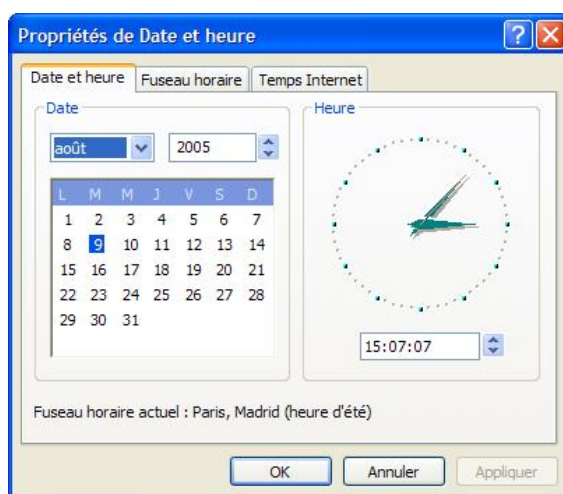 Propriétés de Date et heure
Date et heure Fuseau horaire Temps Internet
Date
août 2005
L M M J V S D
1 2 3 4 5 6 7
8 9 10 11 12 13 14
15 16 17 18 19 20 21
22 23 24 25 26 27 28
29 30 31
Heure
15:07:07
Fuseau horaire actuel : Paris, Madrid (heure d'été)
OK Annuler Appliquer